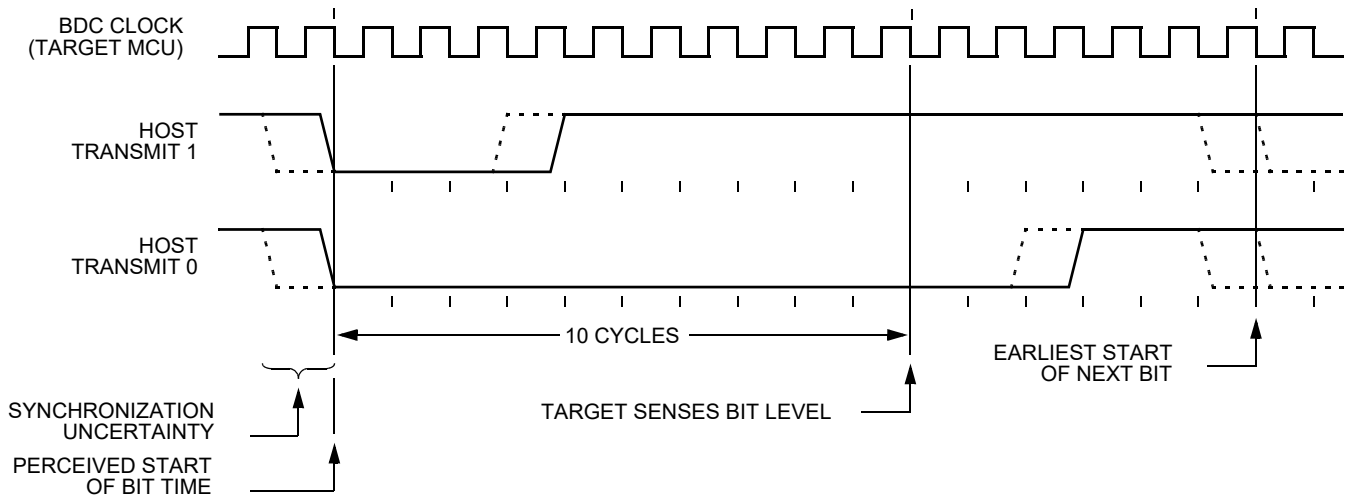 BDC CLOCK
(TARGET MCU)
HOST
TRANSMIT 1
HOST
TRANSMIT 0
10 CYCLES
EARLIEST START
OF NEXT BIT
SYNCHRONIZATION
UNCERTAINTY
TARGET SENSES BIT LEVEL
PERCEIVED START
OF BIT TIME